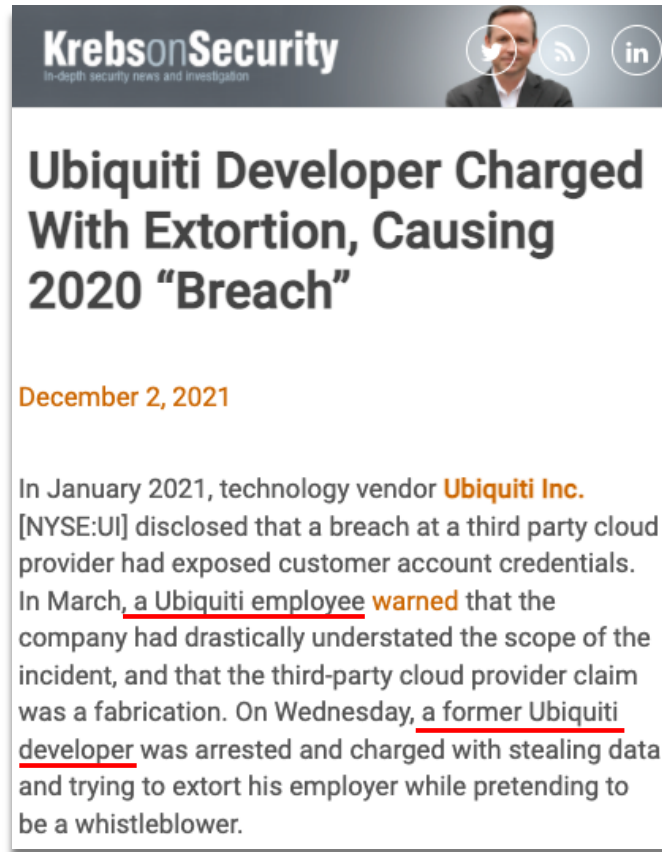 KrebsonSecurity
In-depth security news and investigation
in
Ubiquiti Developer Charged
With Extortion, Causing
2020 “Breach”
December 2, 2021
In January 2021, technology vendor Ubiquiti Inc.
[NYSE:UI] disclosed that a breach at a third party cloud
provider had exposed customer account credentials.
In March, a Ubiquiti employee warned that the
company had drastically understated the scope of the
incident, and that the third-party cloud provider claim
was a fabrication. On Wednesday, a former Ubiquiti
developer was arrested and charged with stealing data
and trying to extort his employer while pretending to
be a whistleblower.